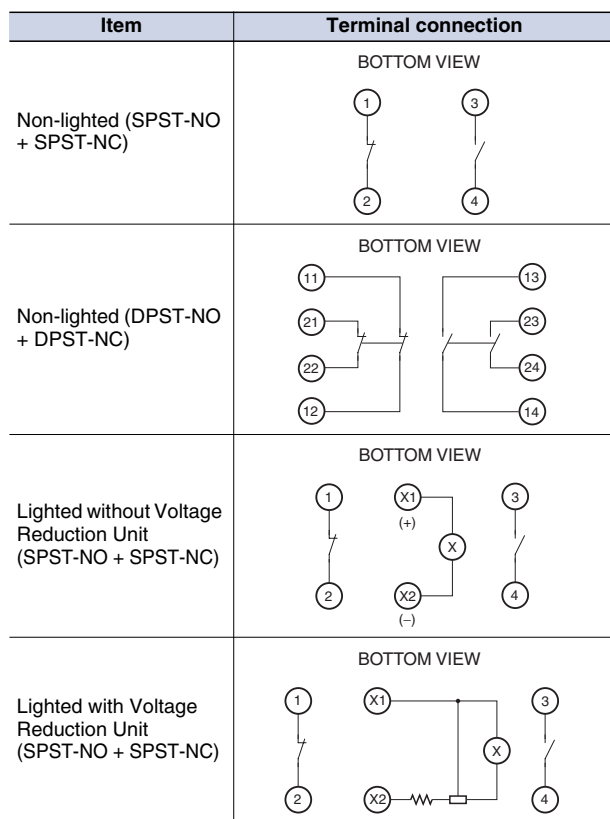 Item Terminal connection
BOTTOM VIEW
Non-lighted (SPST-NO
+ SPST-NC)
1 3
2 4
BOTTOM VIEW
Non-lighted (DPST-NO
+ DPST-NC)
11 13
21 23
22 24
12 14
BOTTOM VIEW
Lighted without Voltage
Reduction Unit
(SPST-NO + SPST-NC)
1 X1 3
(+)
X
2 X2 4
(–)
BOTTOM VIEW
Lighted with Voltage
Reduction Unit
(SPST-NO + SPST-NC)
1 X1 3
X
2 X2 4